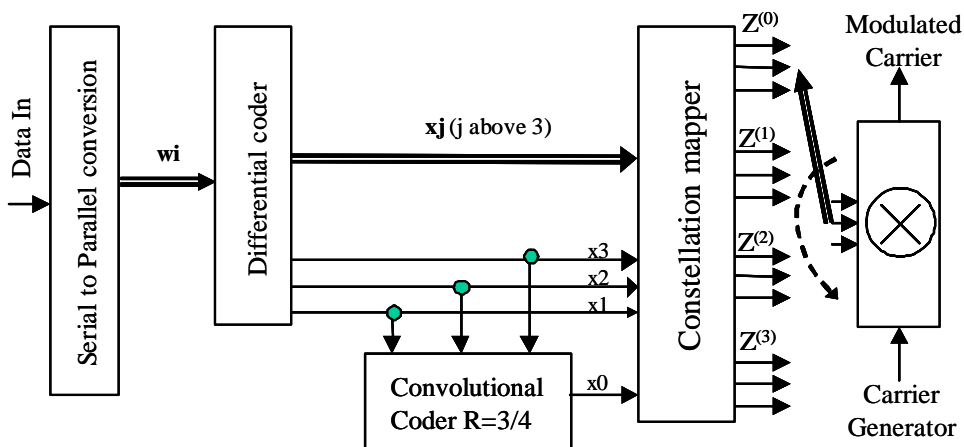 Data In
Serial to Parallel conversion
wi
Differential coder
xj (j above 3)
x3
x2
x1
Convolutional
Coder R=3/4
x0
Constellation mapper
Z(0)
Z(1)
Z(2)
Z(3)
Modulated
Carrier
Carrier
Generator